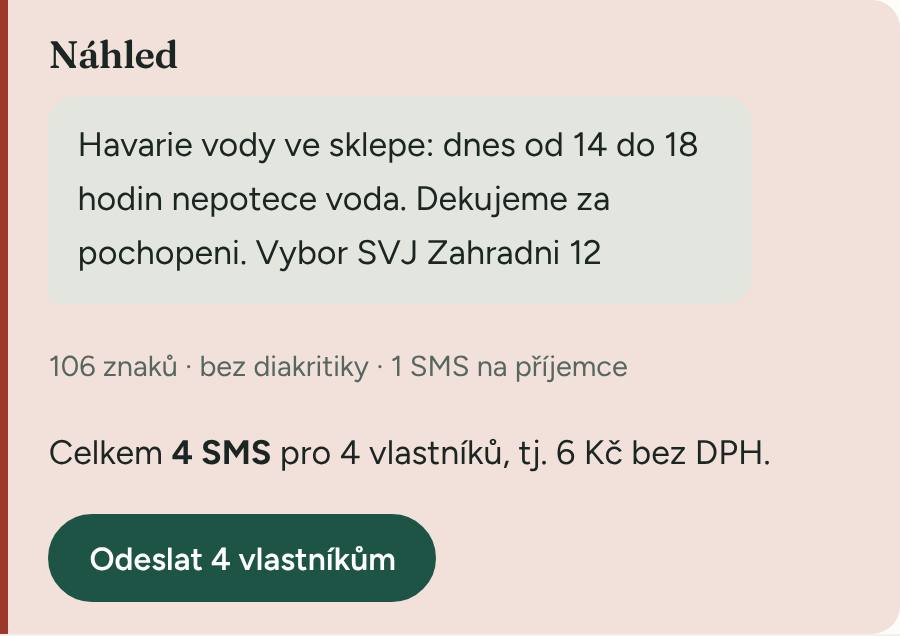 Náhled
Havarie vody ve sklepe: dnes od 14 do 18
hodin nepotece voda. Dekujeme za
pochopeni. Vybor SVJ Zahradni 12
106 znaků · bez diakritiky · 1 SMS na příjemce
Celkem 4 SMS pro 4 vlastníků, tj. 6 Kč bez DPH.
Odeslat 4 vlastníkům